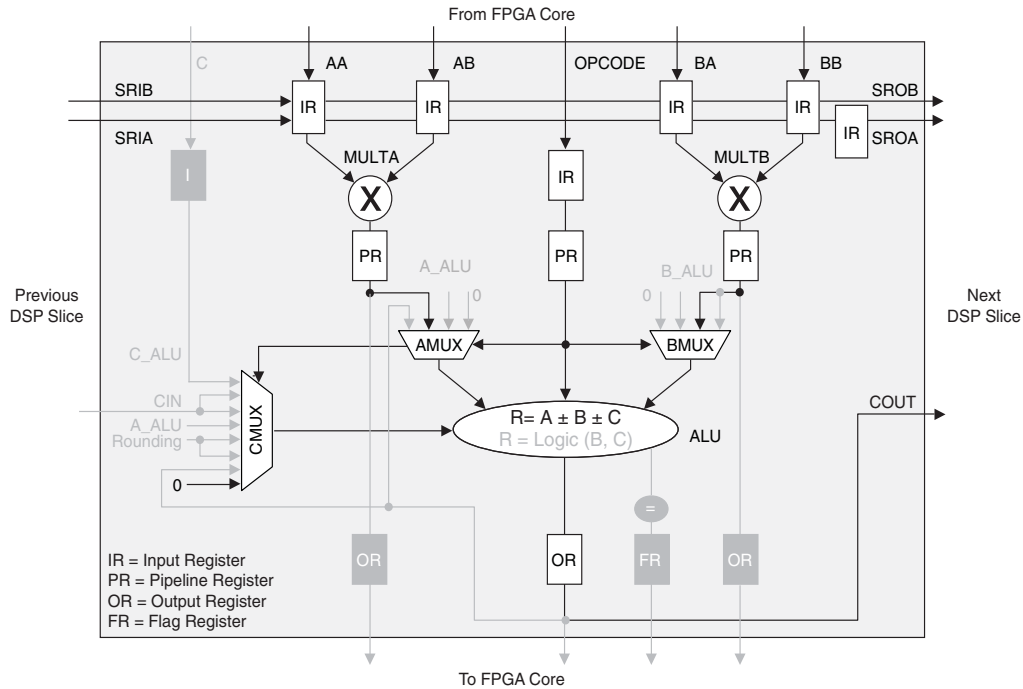 From FPGA Core
C
AA
AB
OPCODE
BA
BB
SRIB
SROB
IR
IR
IR
IR
SRIA
IR
SROA
MULTA
MULTB
I
IR
X
X
PR
PR
PR
A_ALU
B_ALU
0
0
Previous
DSP Slice
Next
DSP Slice
AMUX
BMUX
C_ALU
CIN
A_ALU
Rounding
0
CMUX
R= A ± B ± C
R = Logic (B, C)
ALU
COUT
=
OR
OR
FR
OR
IR = Input Register
PR = Pipeline Register
OR = Output Register
FR = Flag Register
To FPGA Core